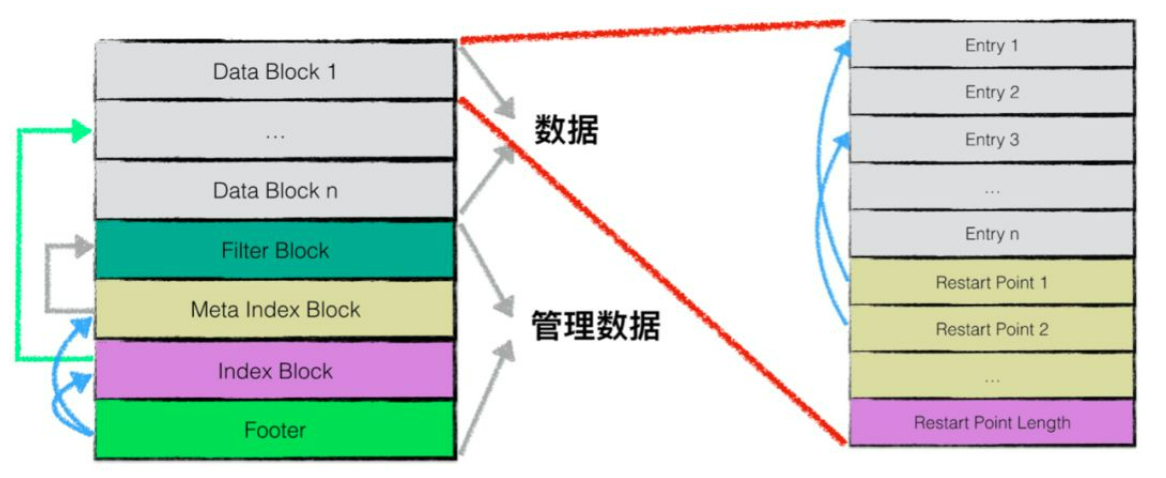 Data Block 1
...
Data Block n
Filter Block
Meta Index Block
Index Block
Footer
数据
管理数据
Entry 1
Entry 2
Entry 3
...
Entry n
Restart Point 1
Restart Point 2
...
Restart Point Length